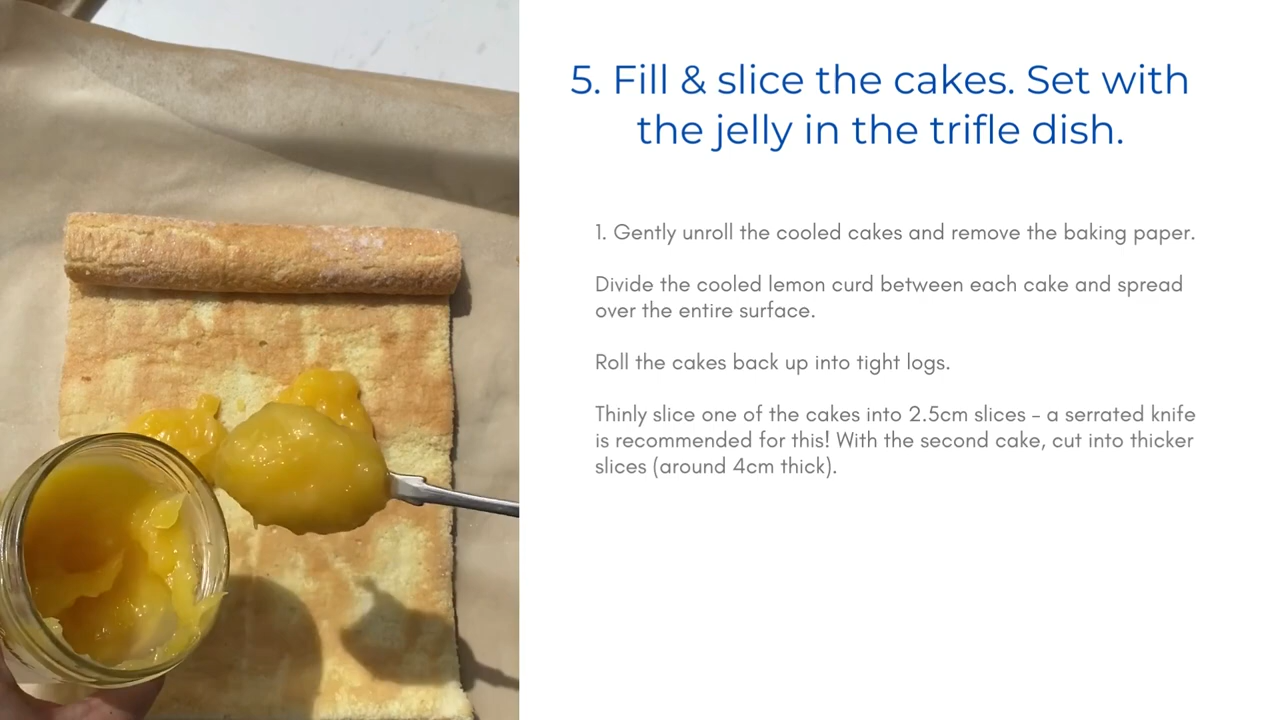 5. Fill & slice the cakes. Set with
the jelly in the trifle dish.
1. Gently unroll the cooled cakes and remove the baking paper.
Divide the cooled lemon curd between each cake and spread
over the entire surface.
Roll the cakes back up into tight logs.
Thinly slice one of the cakes into 2.5cm slices – a serrated knife
is recommended for this! With the second cake, cut into thicker
slices (around 4cm thick).